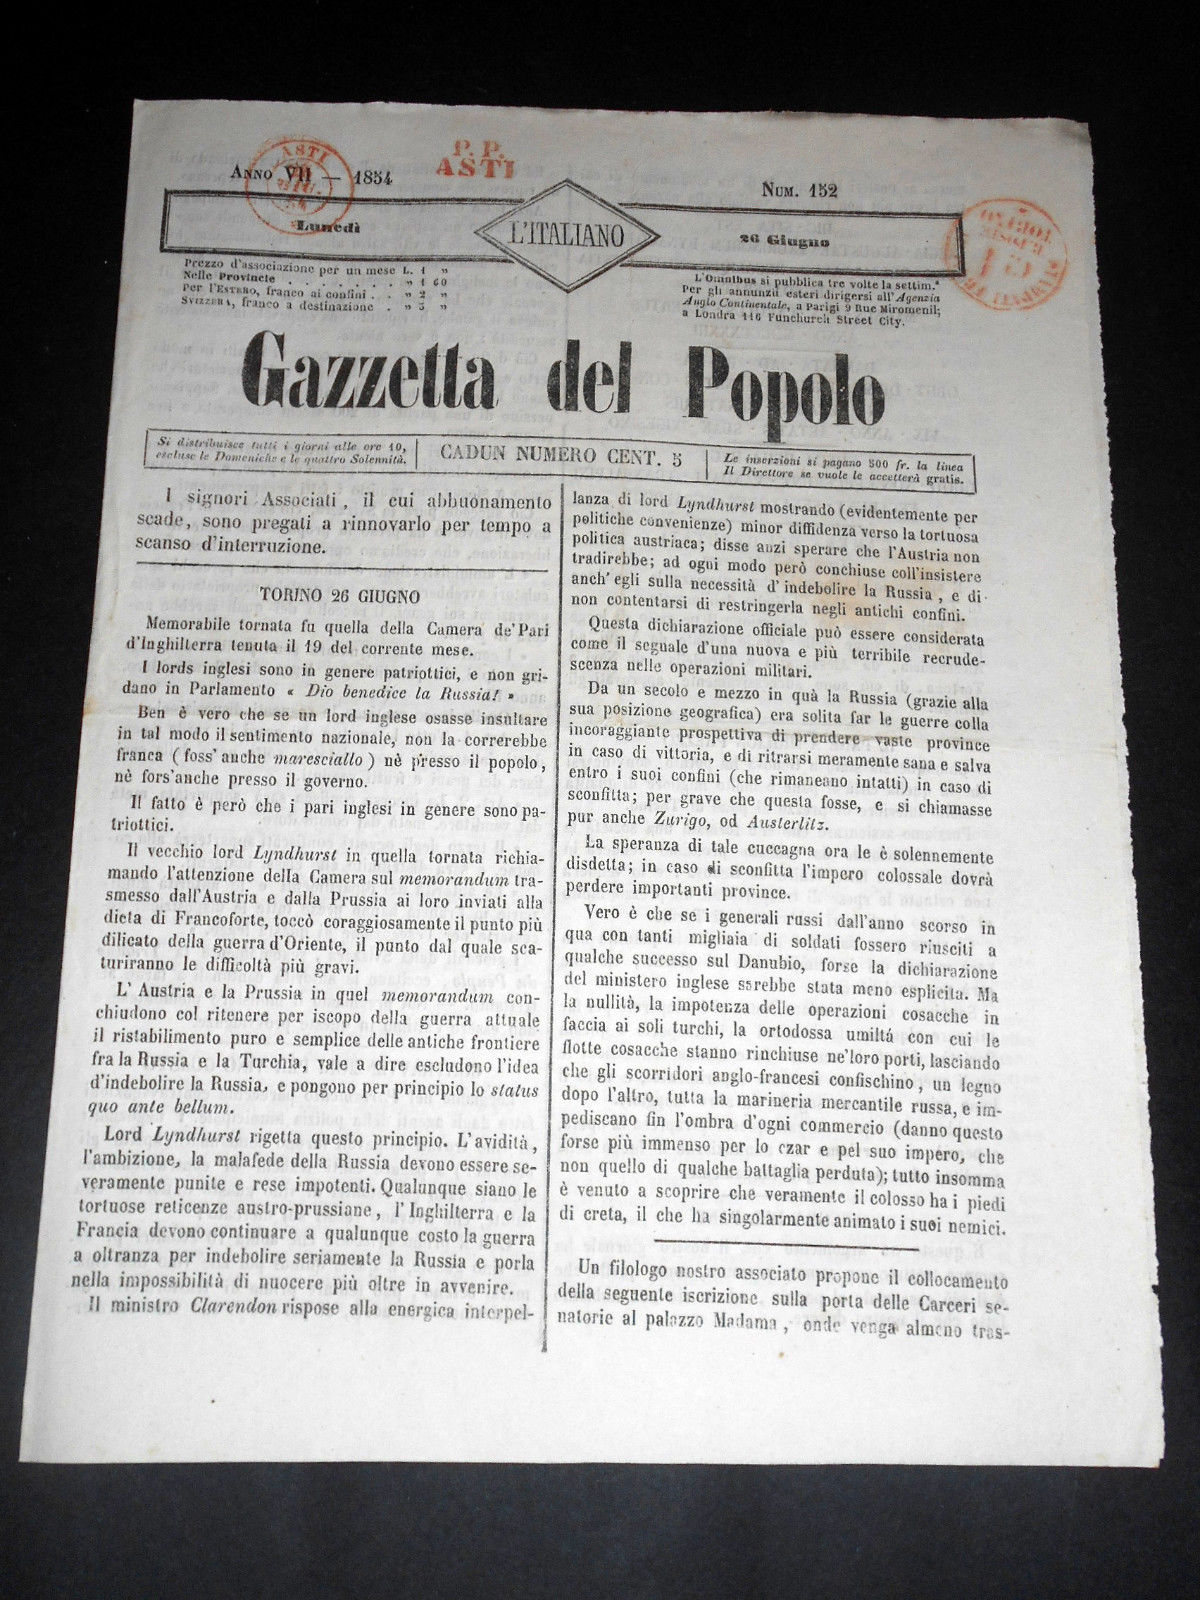 ASTI
P. P.
ASTI
Anno VII — 1854
Num. 152
Lunedì
L'ITALIANO
26 Giugno
Prezzo d'associazione per un mese L. 1 »
Nelle Provincie . . . . . . . » 1 60
Per l'Estero, franco ai confini . . » 2 »
Svizzera, franco a destinazione . » 3 »
L'Omnibus si pubblica tre volte la settim.ª
Per gli annunzii esteri dirigersi all'Agenzia
Anglo Continentale, a Parigi 9 Rue Miromenil;
a Londra 116 Funchurch Street City.
Gazzetta del Popolo
Si distribuisce tutti i giorni alle ore 10,
escluse le Domeniche e le quattro Solennità.
CADUN NUMERO CENT. 5
Le inserzioni si pagano 500 fr. la linea
Il Direttore se vuole le accetterà gratis.
I signori Associati, il cui abbuonamento
scade, sono pregati a rinnovarlo per tempo a
scanso d'interruzione.
TORINO 26 GIUGNO
Memorabile tornata fu quella della Camera de' Pari
d'Inghilterra tenuta il 19 del corrente mese.
I lords inglesi sono in genere patriottici, e non gri-
dano in Parlamento « Dio benedice la Russia! »
Ben è vero che se un lord inglese osasse insultare
in tal modo il sentimento nazionale, non la correrebbe
franca (foss'anche maresciallo) nè presso il popolo,
nè fors'anche presso il governo.
Il fatto è però che i pari inglesi in genere sono pa-
triottici.
Il vecchio lord Lyndhurst in quella tornata richia-
mando l'attenzione della Camera sul memorandum tra-
smesso dall'Austria e dalla Prussia ai loro inviati alla
dieta di Francoforte, toccò coraggiosamente il punto più
dilicato della guerra d'Oriente, il punto dal quale sca-
turiranno le difficoltà più gravi.
L'Austria e la Prussia in quel memorandum con-
chiudono col ritenere per iscopo della guerra attuale
il ristabilimento puro e semplice delle antiche frontiere
fra la Russia e la Turchia, vale a dire escludono l'idea
d'indebolire la Russia, e pongono per principio lo status
quo ante bellum.
Lord Lyndhurst rigetta questo principio. L'avidità,
l'ambizione, la malafede della Russia devono essere se-
veramente punite e rese impotenti. Qualunque siano le
tortuose reticenze austro-prussiane, l'Inghilterra e la
Francia devono continuare a qualunque costo la guerra
a oltranza per indebolire seriamente la Russia e porla
nella impossibilità di nuocere più oltre in avvenire.
Il ministro Clarendon rispose alla energica interpel-
lanza di lord Lyndhurst mostrando (evidentemente per
politiche convenienze) minor diffidenza verso la tortuosa
politica austriaca; disse anzi sperare che l'Austria non
tradirebbe; ad ogni modo però conchiuse coll'insistere
anch'egli sulla necessità d'indebolire la Russia, e di
non contentarsi di restringerla negli antichi confini.
Questa dichiarazione officiale può essere considerata
come il segnale d'una nuova e più terribile recrude-
scenza nelle operazioni militari.
Da un secolo e mezzo in quà la Russia (grazie alla
sua posizione geografica) era solita far le guerre colla
incoraggiante prospettiva di prendere vaste province
in caso di vittoria, e di ritrarsi meramente sana e salva
entro i suoi confini (che rimaneano intatti) in caso di
sconfitta; per grave che questa fosse, e si chiamasse
pur anche Zurigo, od Austerlitz.
La speranza di tale cuccagna ora le è solennemente
disdetta; in caso di sconfitta l'impero colossale dovrà
perdere importanti province.
Vero è che se i generali russi dall'anno scorso in
qua con tanti migliaia di soldati fossero riusciti a
qualche successo sul Danubio, forse la dichiarazione
del ministero inglese sarebbe stata meno esplicita. Ma
la nullità, la impotenza delle operazioni cosacche in
faccia ai soli turchi, la ortodossa umiltá con cui le
flotte cosacche stanno rinchiuse ne'loro porti, lasciando
che gli scorridori anglo-francesi confischino, un legno
dopo l'altro, tutta la marineria mercantile russa, e im-
pediscano fin l'ombra d'ogni commercio (danno questo
forse più immenso per lo czar e pel suo impero, che
non quello di qualche battaglia perduta); tutto insomma
è venuto a scoprire che veramente il colosso ha i piedi
di creta, il che ha singolarmente animato i suoi nemici.
Un filologo nostro associato propone il collocamento
della seguente iscrizione sulla porta delle Carceri se-
natorie al palazzo Madama, onde venga almeno tras-